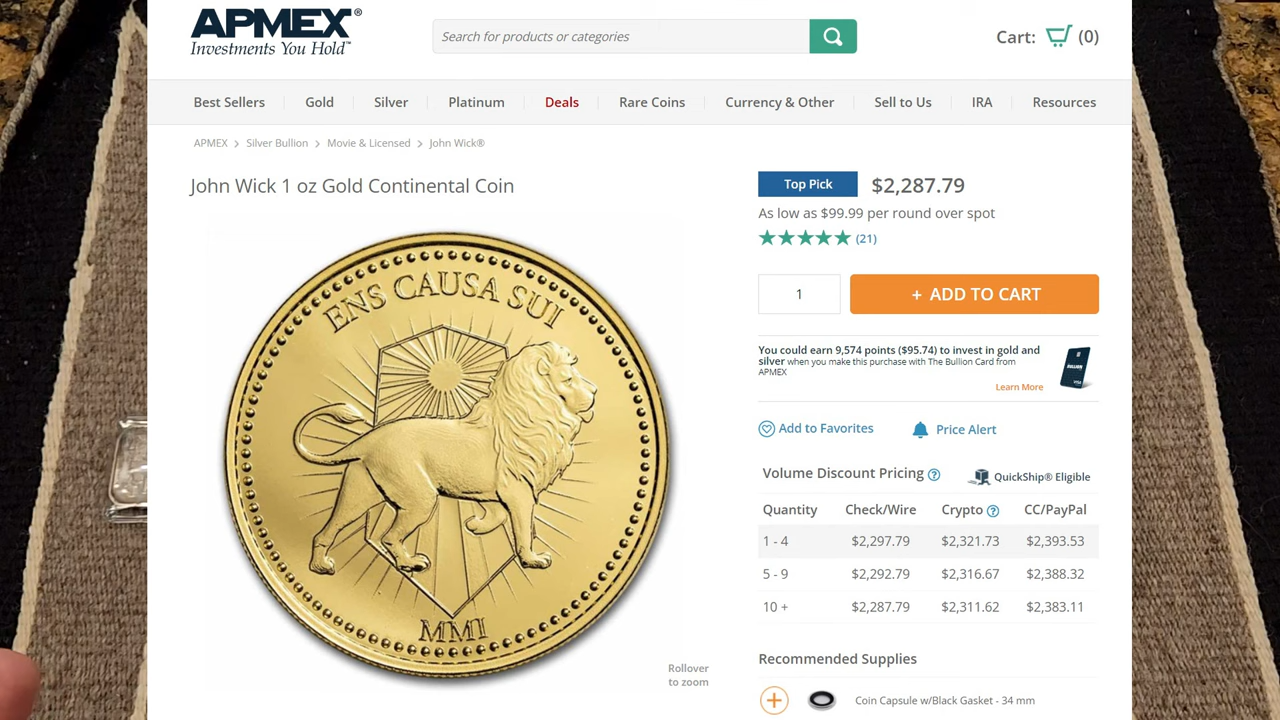 APMEX®
Investments You Hold™
Search for products or categories
Cart: (0)
Best Sellers
Gold
Silver
Platinum
Deals
Rare Coins
Currency & Other
Sell to Us
IRA
Resources
APMEX > Silver Bullion > Movie & Licensed > John Wick®
John Wick 1 oz Gold Continental Coin
ENS CAUSA SUI
MMI
Rollover
to zoom
Top Pick $2,287.79
As low as $99.99 per round over spot
(21)
1
+ ADD TO CART
You could earn 9,574 points ($95.74) to invest in gold and
silver when you make this purchase with The Bullion Card from
APMEX
BULLION
VISA
Learn More
Add to Favorites
Price Alert
Volume Discount Pricing ?
QuickShip® Eligible
Quantity Check/Wire Crypto ? CC/PayPal
1 - 4 $2,297.79 $2,321.73 $2,393.53
5 - 9 $2,292.79 $2,316.67 $2,388.32
10 + $2,287.79 $2,311.62 $2,383.11
Recommended Supplies
+ Coin Capsule w/Black Gasket - 34 mm